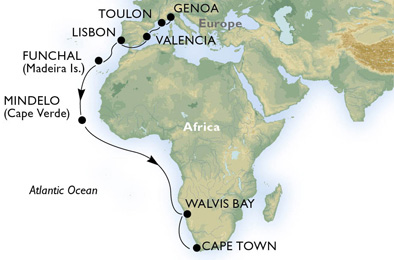 GENOA
TOULON
Europe
LISBON
VALENCIA
FUNCHAL
(Madeira Is.)
MINDELO
(Cape Verde)
Africa
Atlantic Ocean
WALVIS BAY
CAPE TOWN